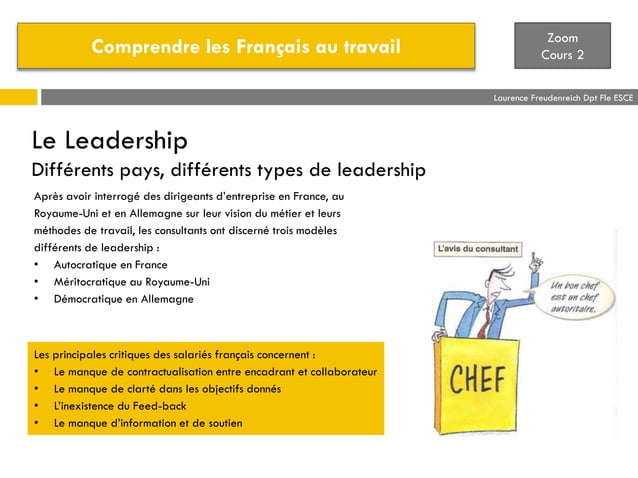 Comprendre les Français au travail
Zoom
Cours 2
Laurence Freudenreich Dpt Fle ESCE
Le Leadership
Différents pays, différents types de leadership
Après avoir interrogé des dirigeants d'entreprise en France, au
Royaume-Uni et en Allemagne sur leur vision du métier et leurs
méthodes de travail, les consultants ont discerné trois modèles
différents de leadership :
• Autocratique en France
• Méritocratique au Royaume-Uni
• Démocratique en Allemagne
L'avis du consultant
Un bon chef
est un chef
autoritaire.
CHEF
Les principales critiques des salariés français concernent :
• Le manque de contractualisation entre encadrant et collaborateur
• Le manque de clarté dans les objectifs donnés
• L'inexistence du Feed-back
• Le manque d'information et de soutien